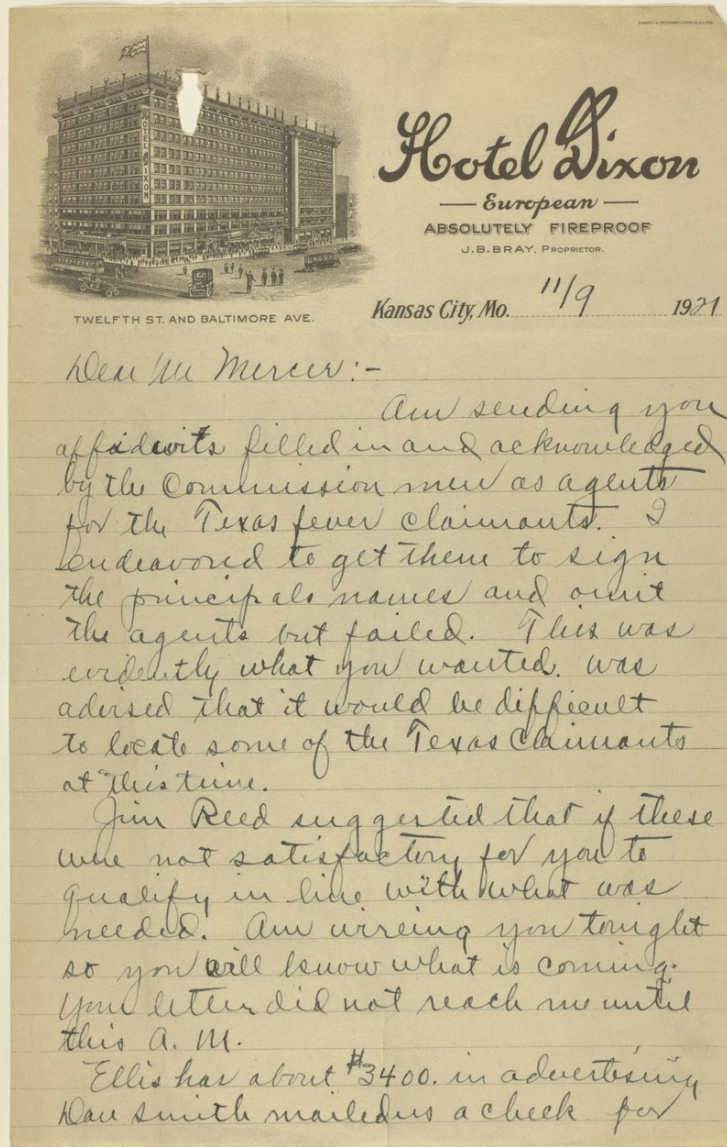 Hotel Dixon
European
ABSOLUTELY FIREPROOF
J.B. BRAY, PROPRIETOR.
HOTEL DIXON
TWELFTH ST. AND BALTIMORE AVE.
Kansas City, Mo. 11/9 1921
Dear Mr Mercer:-
Am sending you
affidavits filled in and acknowledged
by the Commission men as agents
for the Texas fever claimants. I
endeavored to get them to sign
the principals names and omit
the agents but failed. This was
evidently what you wanted. was
advised that it would be difficult
to locate some of the Texas Claimants
at this time.
Jim Reed suggested that if these
were not satisfactory for you to
qualify in line with what was
needed. Am wireing you tonight
so you will know what is coming.
Your letter did not reach me until
this A. M.
Ellis has about $3400. in advertising
Dan Smith mailed us a check for